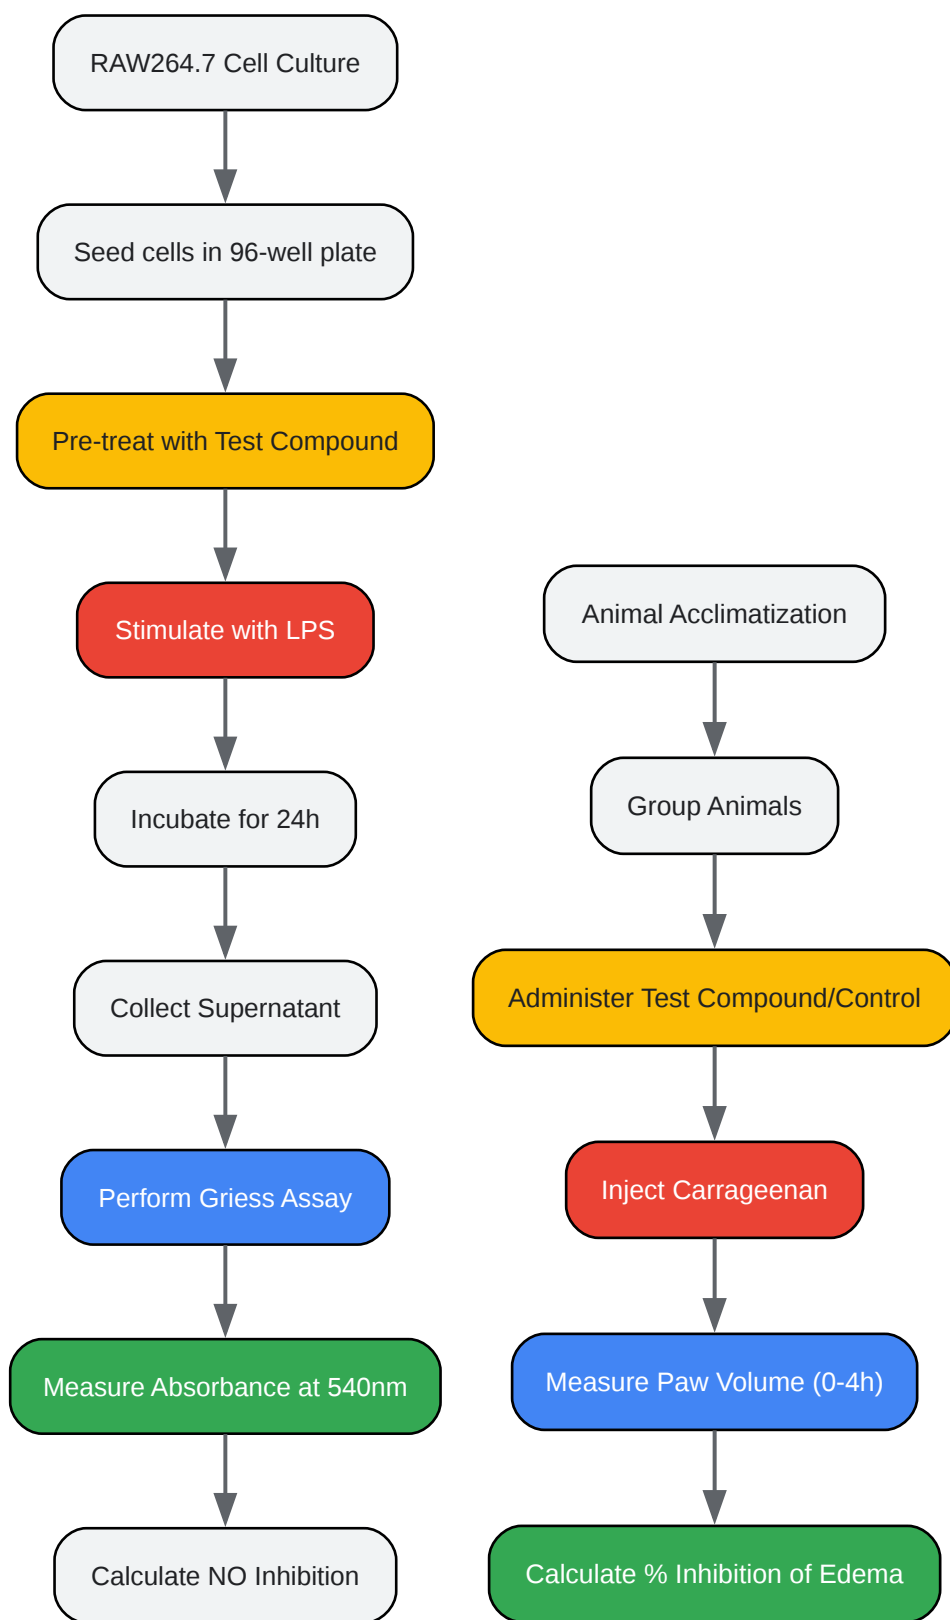 RAW264.7 Cell Culture
Seed cells in 96-well plate
Pre-treat with Test Compound
Stimulate with LPS
Incubate for 24h
Collect Supernatant
Perform Griess Assay
Measure Absorbance at 540nm
Calculate NO Inhibition
Animal Acclimatization
Group Animals
Administer Test Compound/Control
Inject Carrageenan
Measure Paw Volume (0-4h)
Calculate % Inhibition of Edema